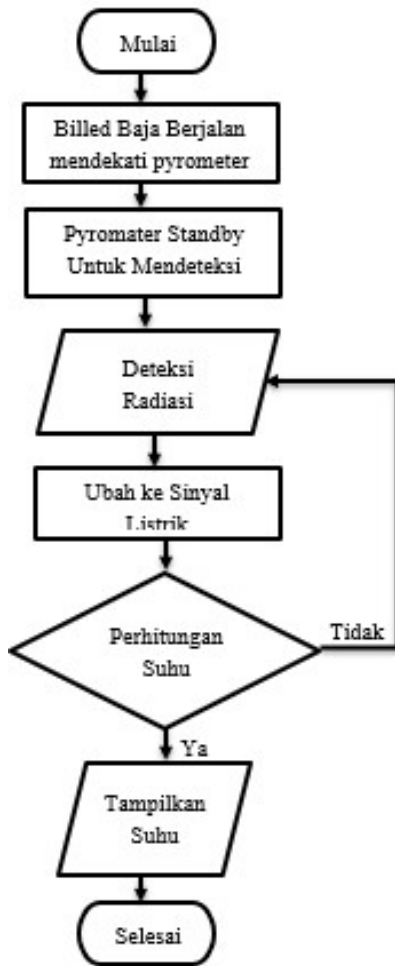 Mulai
Billed Baja Berjalan
mendekati pyrometer
Pyromater Standby
Untuk Mendeteksi
Deteksi
Radiasi
Ubah ke Sinyal
Listrik
Perhitungan
Suhu
Tidak
Ya
Tampilkan
Suhu
Selesai